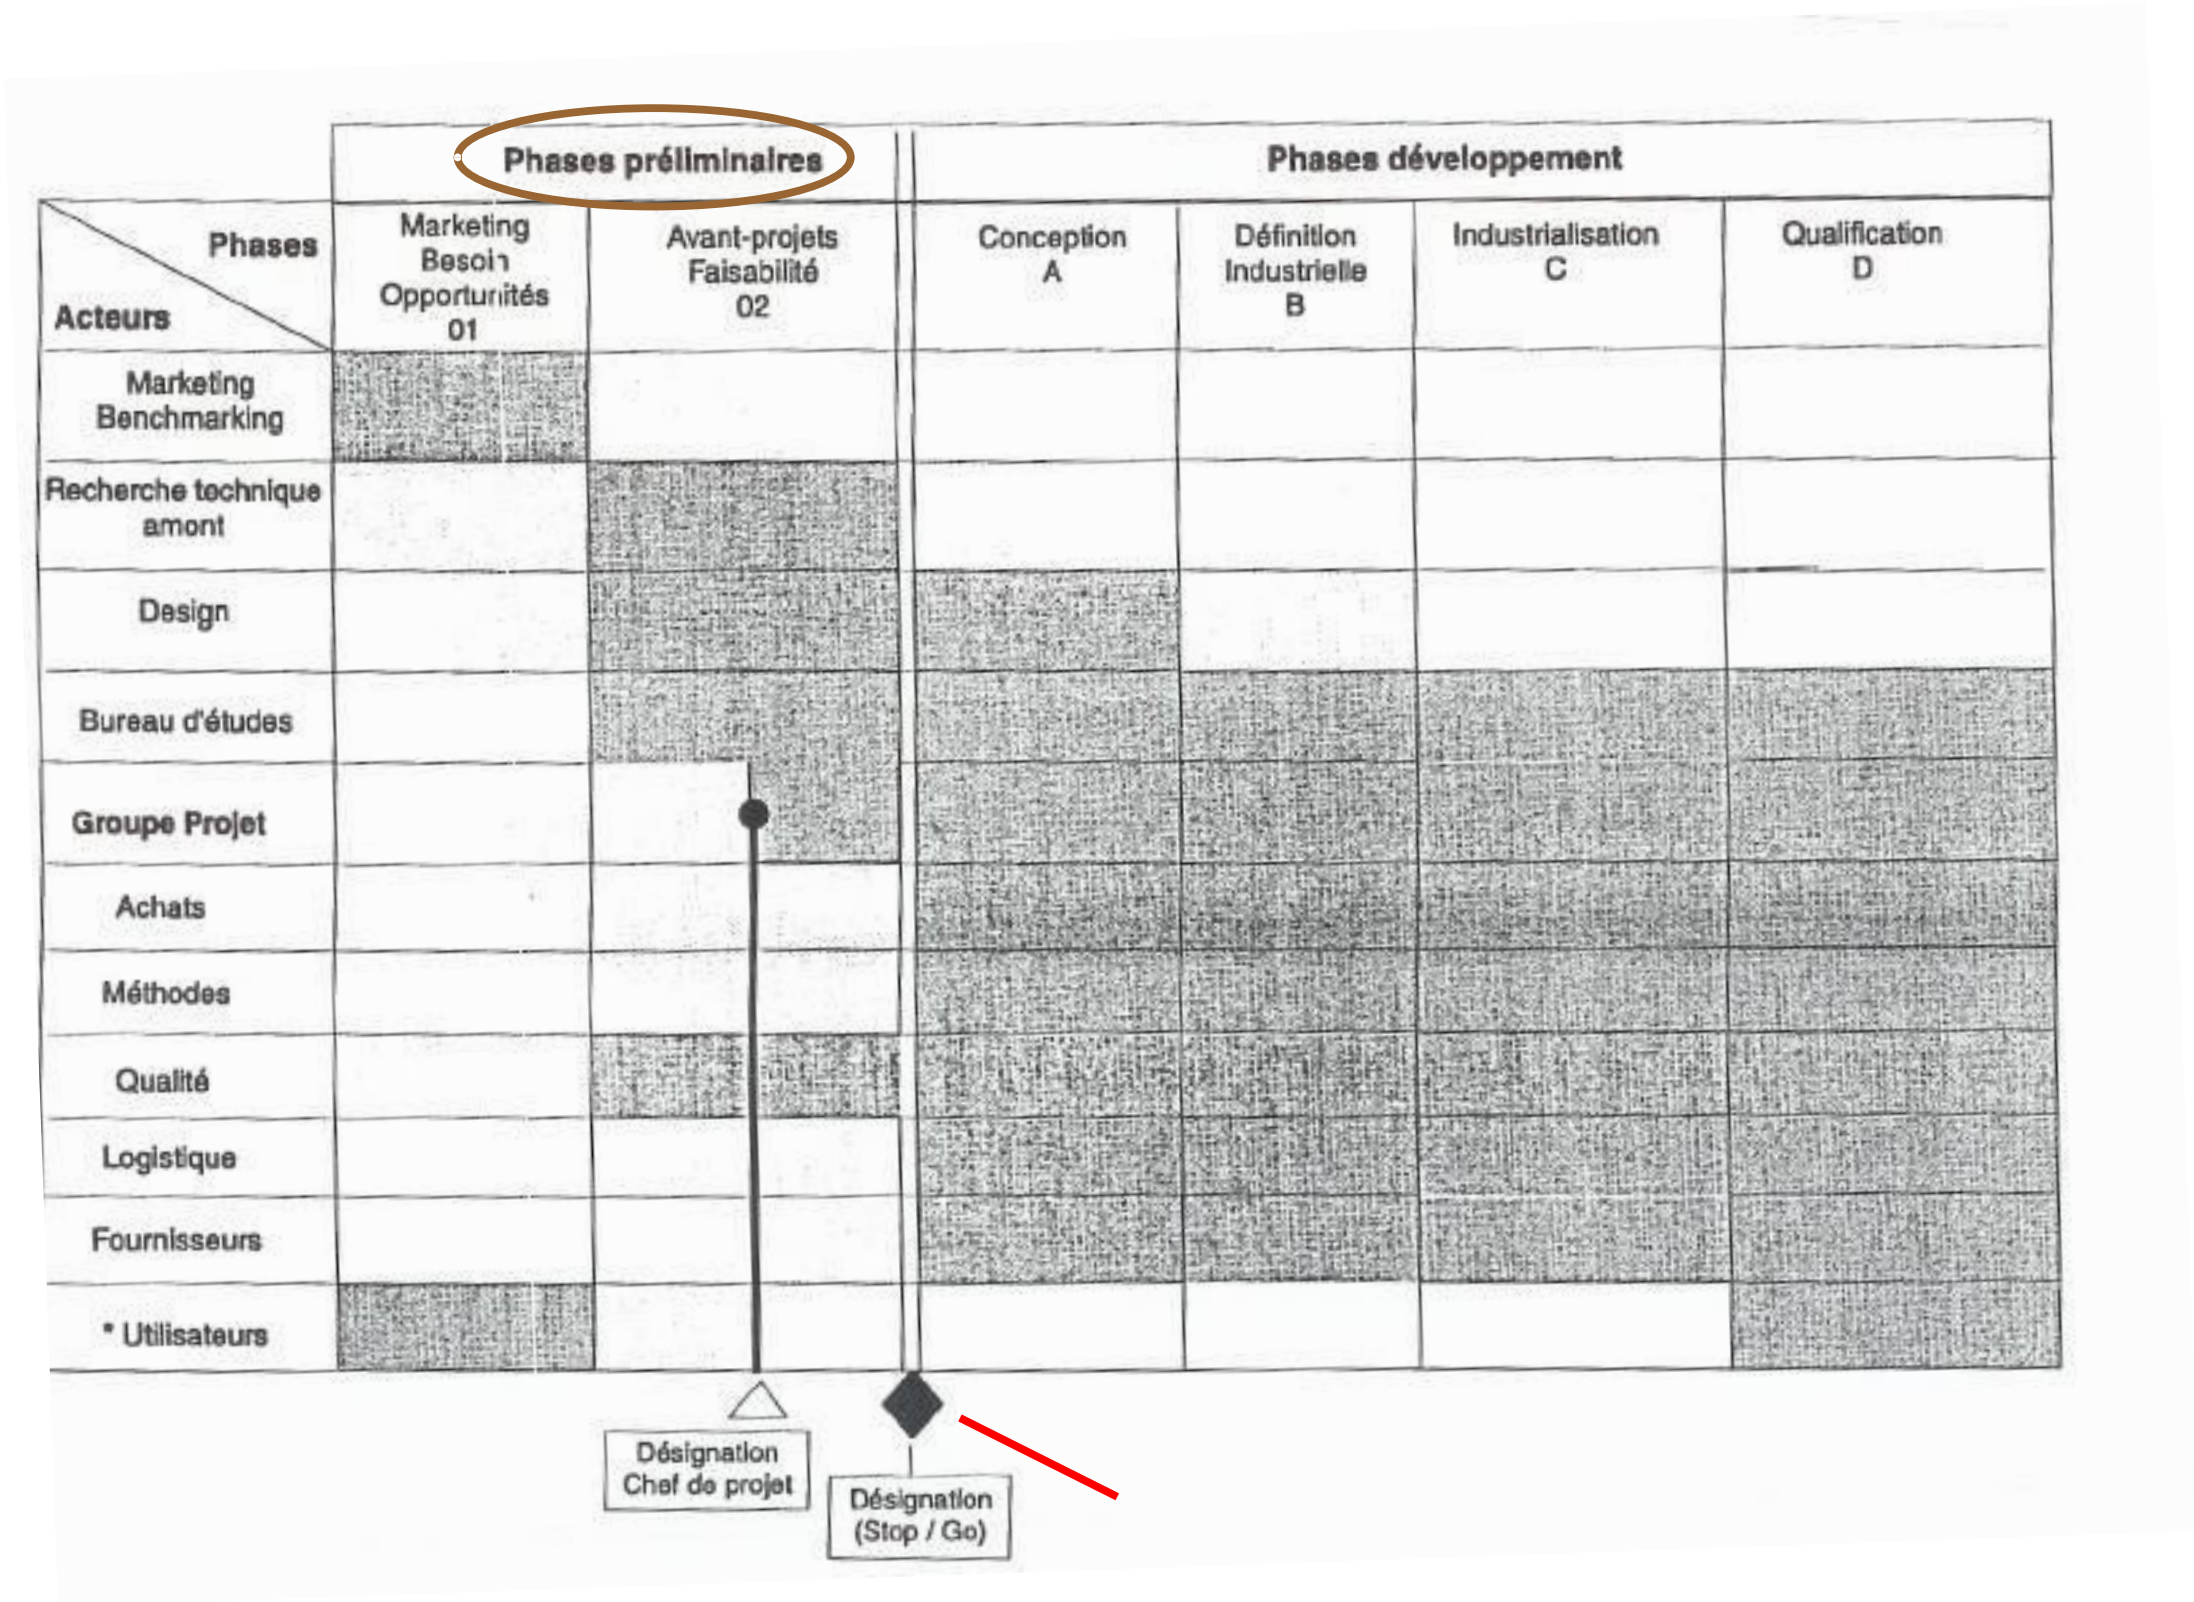 Phases préliminaires
Phases développement
Phases
Acteurs
Marketing
Besoin
Opportunités
01
Avant-projets
Faisabilité
02
Conception
A
Définition
Industrielle
B
Industrialisation
C
Qualification
D
Marketing
Benchmarking
Recherche technique
amont
Design
Bureau d'études
Groupe Projet
Achats
Méthodes
Qualité
Logistique
Fournisseurs
* Utilisateurs
Désignation
Chef de projet
Désignation
(Stop / Go)